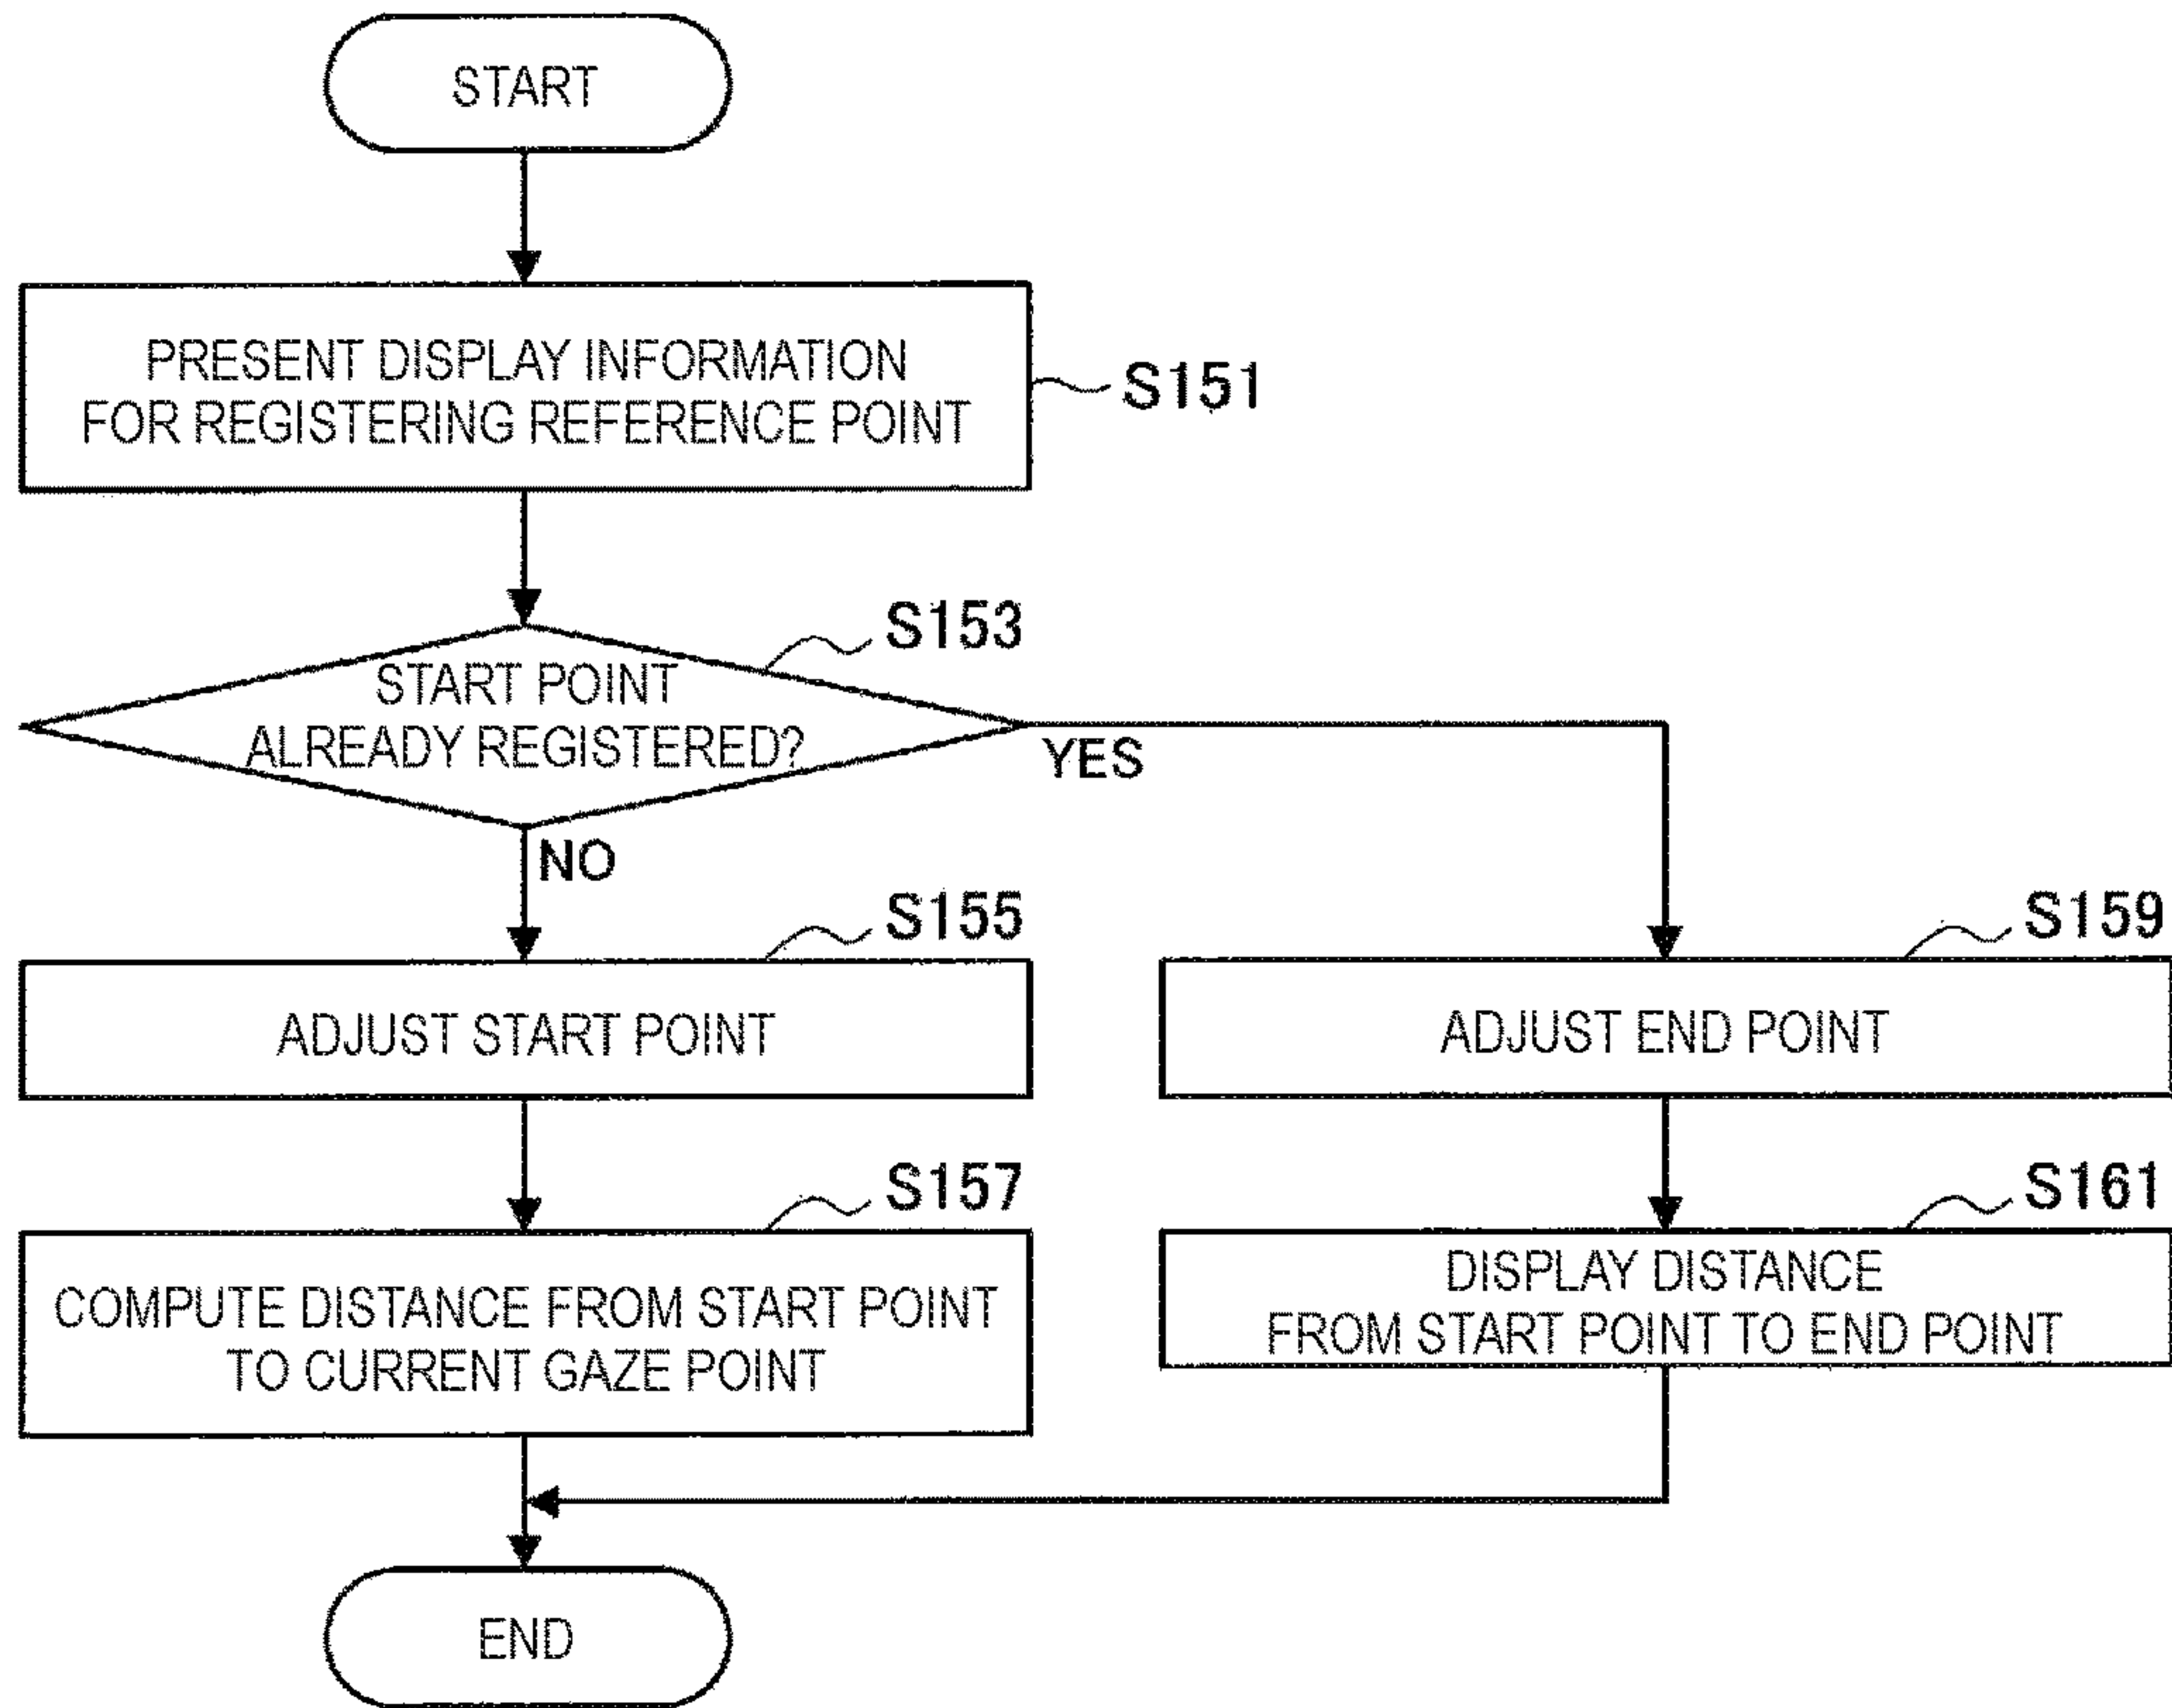 START
PRESENT DISPLAY INFORMATION
FOR REGISTERING REFERENCE POINT
S151
S153
START POINT
ALREADY REGISTERED?
YES
NO
S155
ADJUST START POINT
S159
ADJUST END POINT
S157
COMPUTE DISTANCE FROM START POINT
TO CURRENT GAZE POINT
S161
DISPLAY DISTANCE
FROM START POINT TO END POINT
END